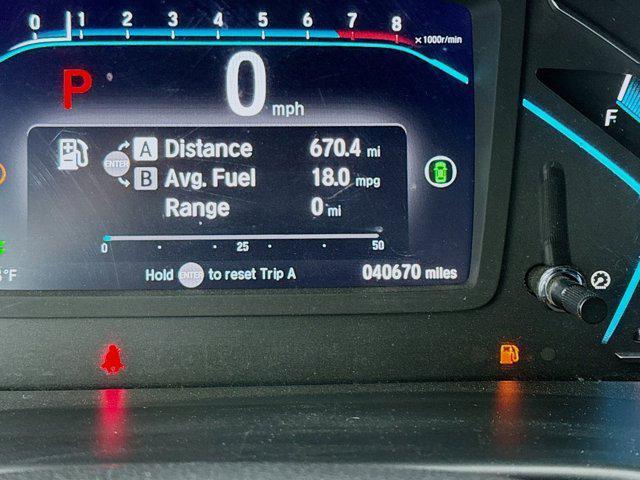 0 1 2 3 4 5 6 7 8
x1000r/min
P 0 mph
F
A Distance 670.4 mi
ENTER
B Avg. Fuel 18.0 mpg
Range 0 mi
0 25 50
°F Hold ENTER to reset Trip A 040670 miles